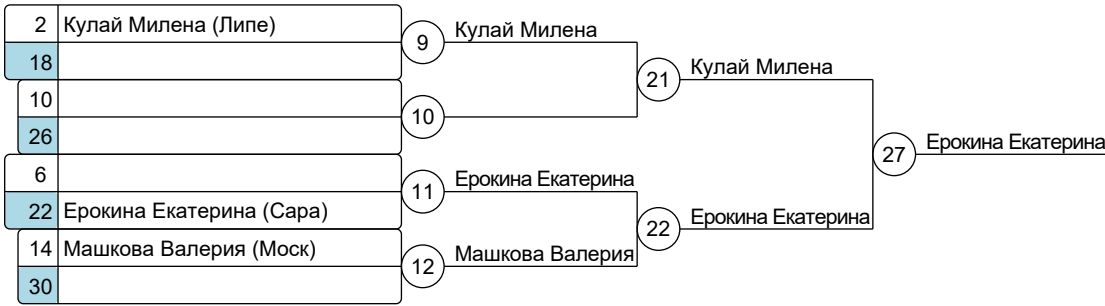 2 Кулай Милена (Липе)
18
10
26
6
22 Ерокина Екатерина (Сара)
14 Машкова Валерия (Моск)
30
9 Кулай Милена
10
11 Ерокина Екатерина
12 Машкова Валерия
21 Кулай Милена
22 Ерокина Екатерина
27 Ерокина Екатерина